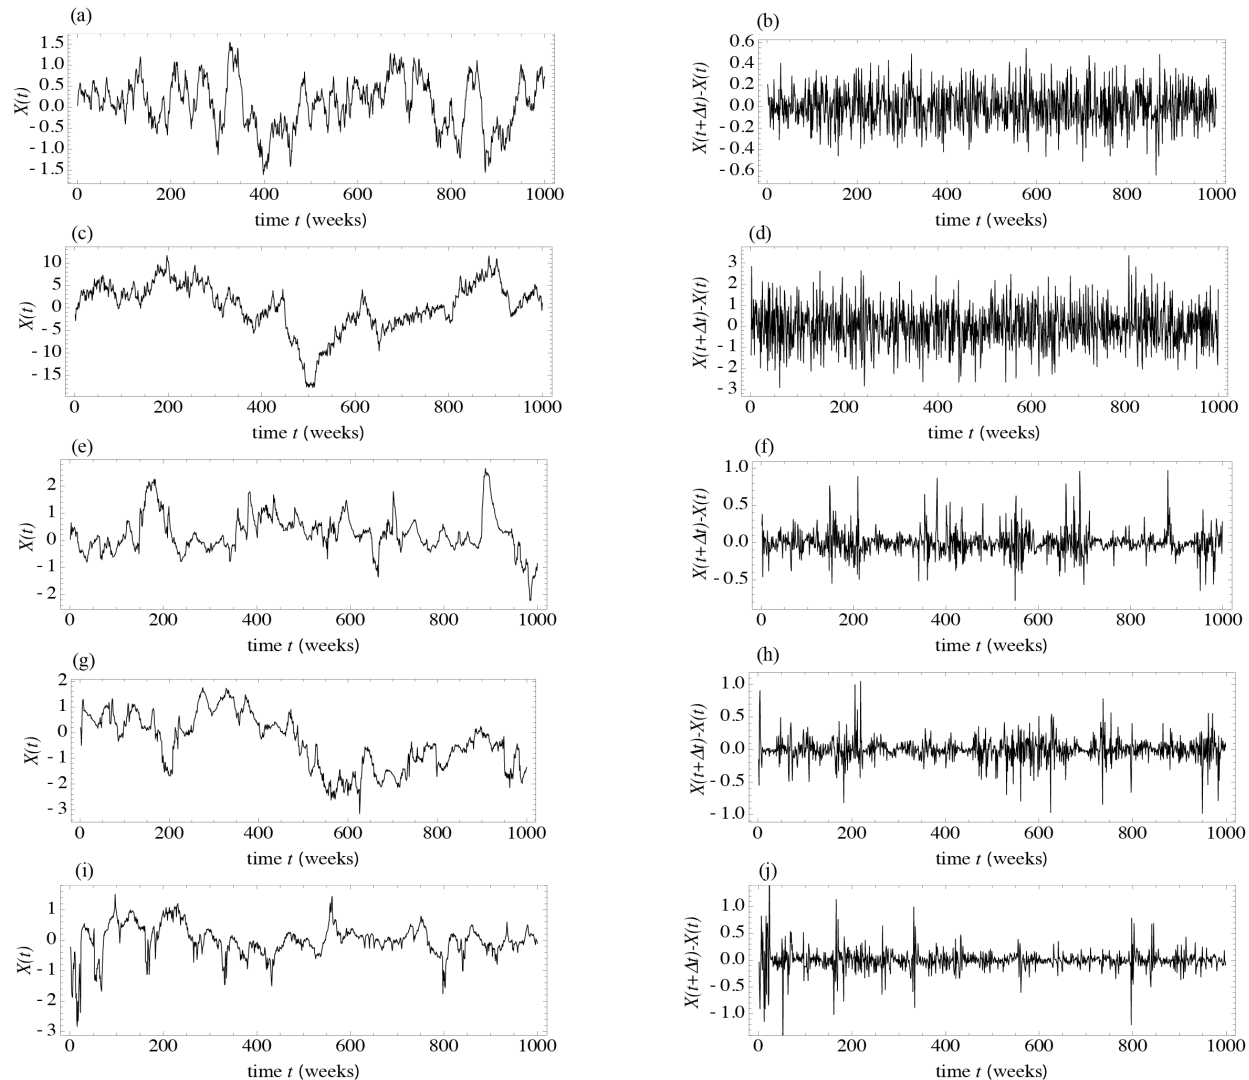 (a)
X(t)
1.5
1.0
0.5
0.0
- 0.5
- 1.0
- 1.5
0 200 400 600 800 1000
time t (weeks)
(b)
X(t+Δt)-X(t)
0.6
0.4
0.2
0.0
- 0.2
- 0.4
- 0.6
0 200 400 600 800 1000
time t (weeks)
(c)
X(t)
10
5
0
- 5
- 10
- 15
0 200 400 600 800 1000
time t (weeks)
(d)
X(t+Δt)-X(t)
3
2
1
0
- 1
- 2
- 3
0 200 400 600 800 1000
time t (weeks)
(e)
X(t)
2
1
0
- 1
- 2
0 200 400 600 800 1000
time t (weeks)
(f)
X(t+Δt)-X(t)
1.0
0.5
0.0
- 0.5
0 200 400 600 800 1000
time t (weeks)
(g)
X(t)
2
1
0
- 1
- 2
- 3
0 200 400 600 800 1000
time t (weeks)
(h)
X(t+Δt)-X(t)
1.0
0.5
0.0
- 0.5
- 1.0
0 200 400 600 800 1000
time t (weeks)
(i)
X(t)
1
0
- 1
- 2
- 3
0 200 400 600 800 1000
time t (weeks)
(j)
X(t+Δt)-X(t)
1.0
0.5
0.0
- 0.5
- 1.0
0 200 400 600 800 1000
time t (weeks)